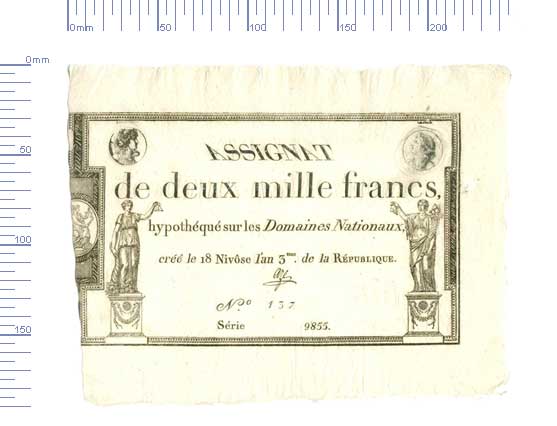 0mm 50 100 150 200
0mm
50
100
150
ASSIGNAT
de deux mille francs,
hypothéqué sur les Domaines Nationaux,
créé le 18 Nivôse l'an 3me. de la RÉPUBLIQUE.
No 137
Série 9855.